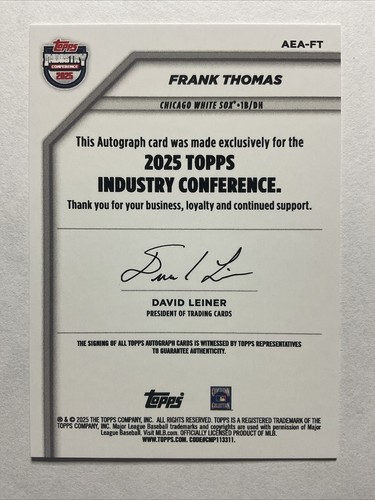 topps
INDUSTRY
CONFERENCE
2025
AEA-FT
FRANK THOMAS
CHICAGO WHITE SOX® • 1B/DH
This Autograph card was made exclusively for the
2025 TOPPS
INDUSTRY CONFERENCE.
Thank you for your business, loyalty and continued support.
DAVID LEINER
PRESIDENT OF TRADING CARDS
THE SIGNING OF ALL TOPPS AUTOGRAPH CARDS IS WITNESSED BY TOPPS REPRESENTATIVES
TO GUARANTEE AUTHENTICITY.
topps
® & © 2025 THE TOPPS COMPANY, INC. ALL RIGHTS RESERVED. TOPPS IS A REGISTERED TRADEMARK OF THE
TOPPS COMPANY, INC. Major League Baseball trademarks and copyrights are used with permission of Major
League Baseball. Visit MLB.com. OFFICIALLY LICENSED PRODUCT OF MLB.
WWW.TOPPS.COM. CODE#CMP113311.